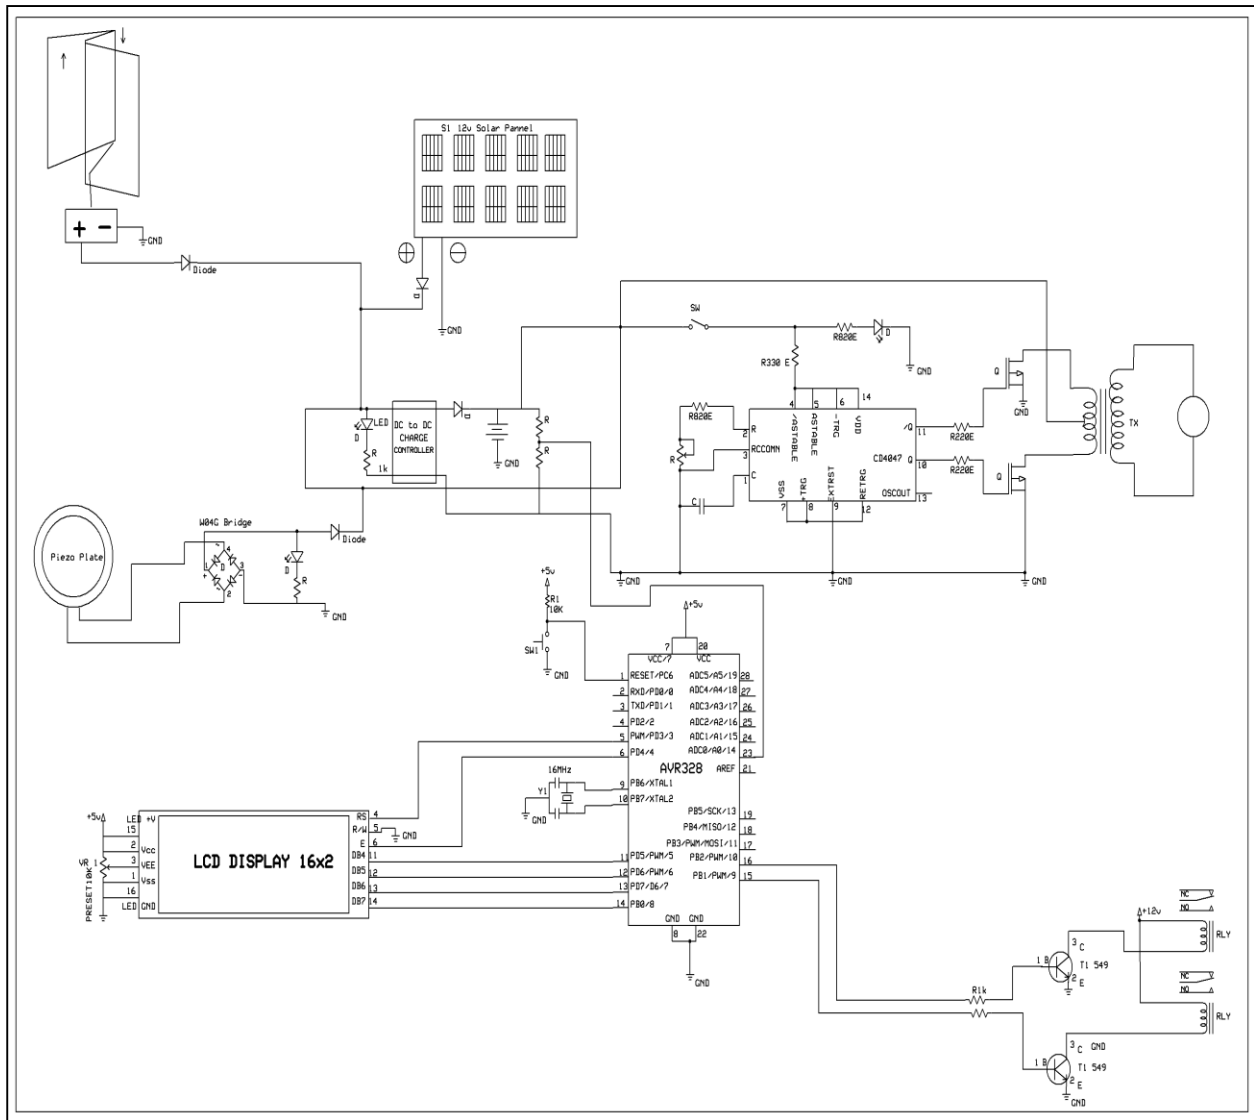 S1 12v Solar Pannel
+ -
GND
Diode
D
GND
SW
R820E
D
GND
R330 E
R820E
R
4 5 6 14
/ASTABLE
ASTABLE
-TRG
VDD
R
2
RCCOMN
3
C
1
C
/Q
11
CD4047
Q
10
OSCOUT
13
VSS
+TRG
EXTRST
RETRG
7 8 9 12
R220E
R220E
Q
GND
Q
TX
GND
GND
GND
LED
D
R
1k
DC to DC
CHARGE
CONTROLLER
D
GND
R
R
Piezo Plate
W04G Bridge
4
1 D 3
+ -
2
D
R
Diode
GND
+5v
R1
10K
SW1
GND
+5v
7 20
VCC/7 VCC
1 RESET/PC6
2 RXD/PD0/0
3 TXD/PD1/1
4 PD2/2
5 PWM/PD3/3
6 PD4/4
9 PB6/XTAL1
10 PB7/XTAL2
11 PD5/PWM/5
12 PD6/PWM/6
13 PD7/D6/7
14 PB0/8
AVR328
ADC5/A5/19 28
ADC4/A4/18 27
ADC3/A3/17 26
ADC2/A2/16 25
ADC1/A1/15 24
ADC0/A0/14 23
AREF 21
PB5/SCK/13 19
PB4/MISO/12 18
PB3/PWM/MOSI/11 17
PB2/PWM/10 16
PB1/PWM/9 15
GND GND
8 22
GND
16MHz
Y1
GND
+5v
LED +V
15
2 Vcc
VR 1
3 VEE
1 Vss
16
LED GND
PRESET10K
LCD DISPLAY 16x2
RS 4
R/W 5
GND
E 6
DB4 11
DB5 12
DB6 13
DB7 14
R1k
+12v
NC
NO
RLY
3 C
1 B
T1 549
2 E
GND
NC
NO
RLY
3 C GND
1 B
T1 549
2 E
GND